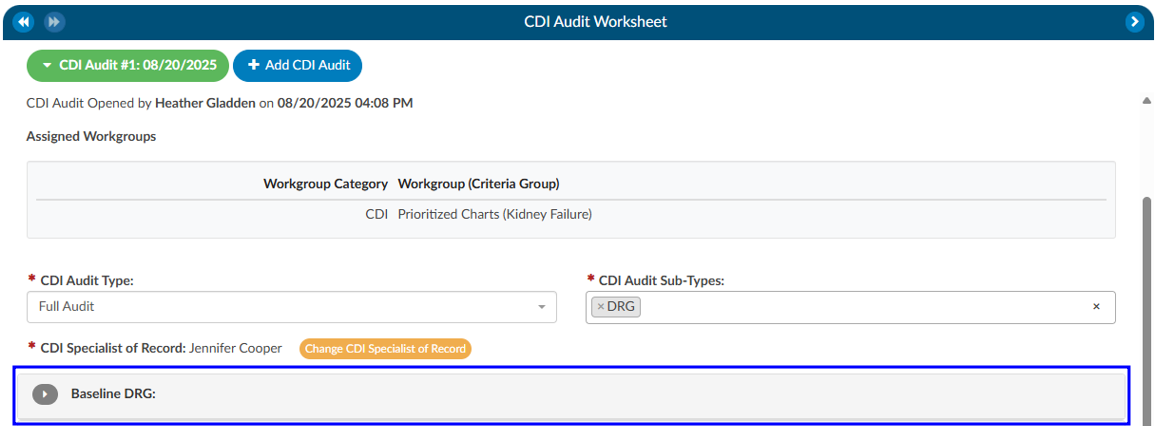 CDI Audit Worksheet
CDI Audit #1: 08/20/2025 + Add CDI Audit
CDI Audit Opened by Heather Gladden on 08/20/2025 04:08 PM
Assigned Workgroups
Workgroup Category Workgroup (Criteria Group)
CDI Prioritized Charts (Kidney Failure)
* CDI Audit Type: * CDI Audit Sub-Types:
Full Audit × DRG ×
* CDI Specialist of Record: Jennifer Cooper Change CDI Specialist of Record
Baseline DRG: